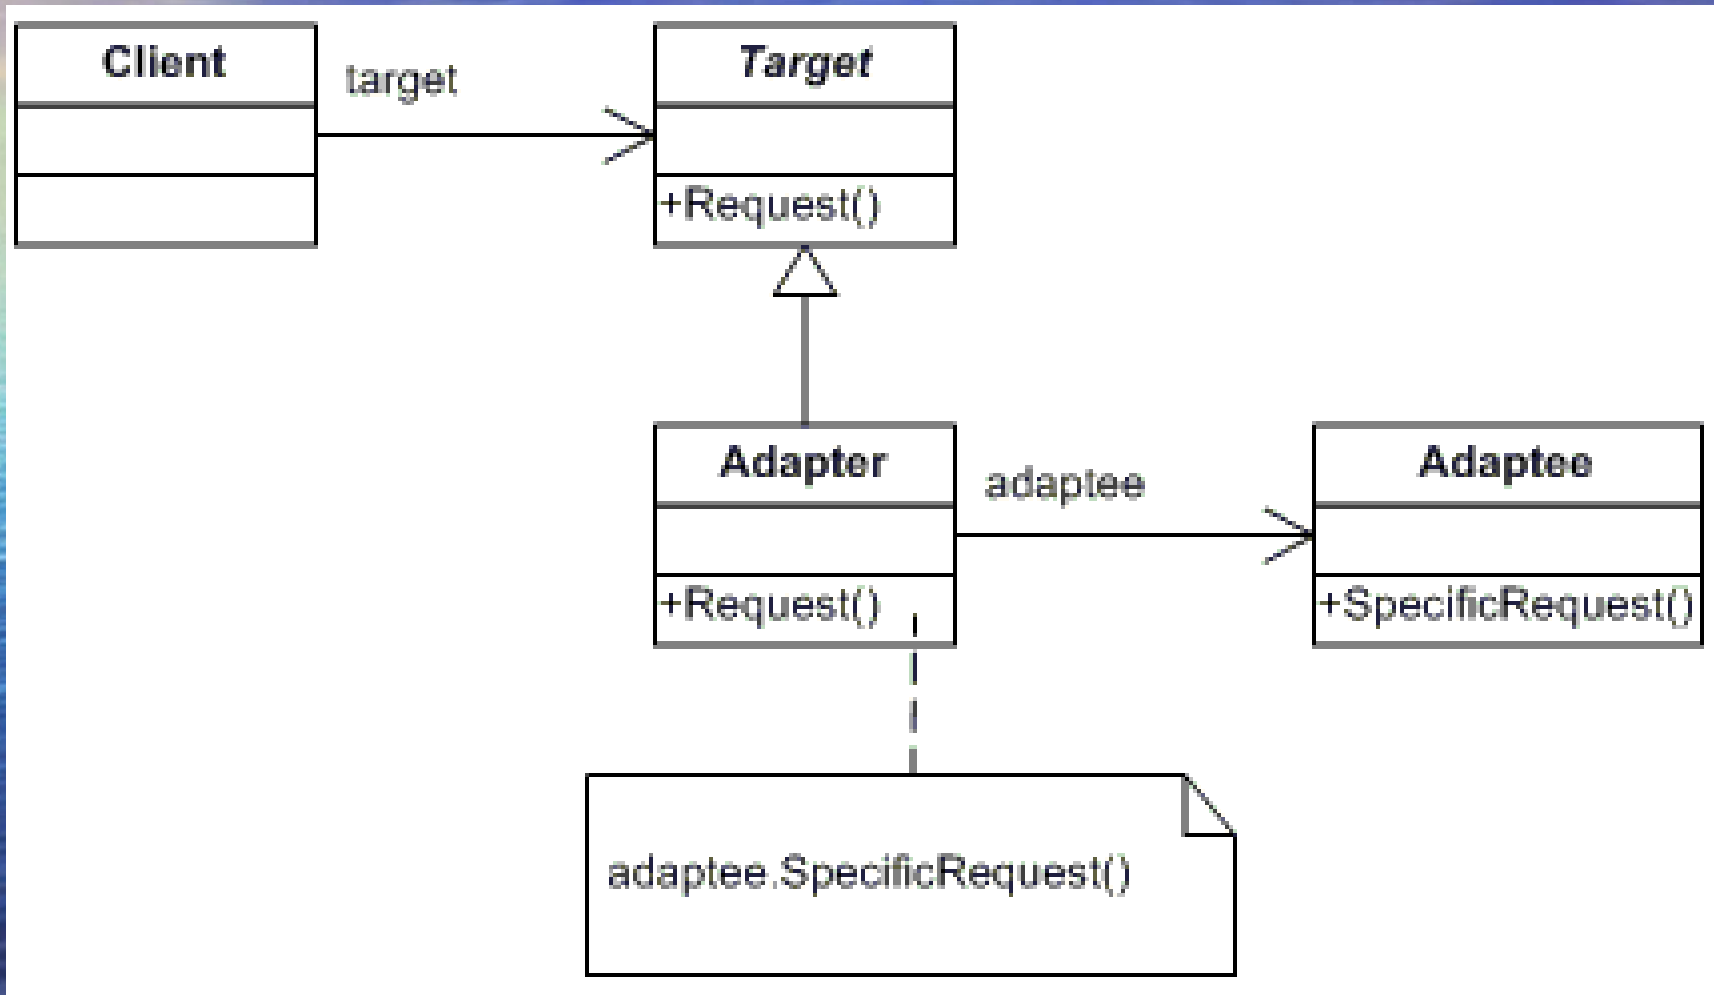 Client
target
Target
+Request()
Adapter
adaptee
Adaptee
+Request()
+SpecificRequest()
adaptee.SpecificRequest()